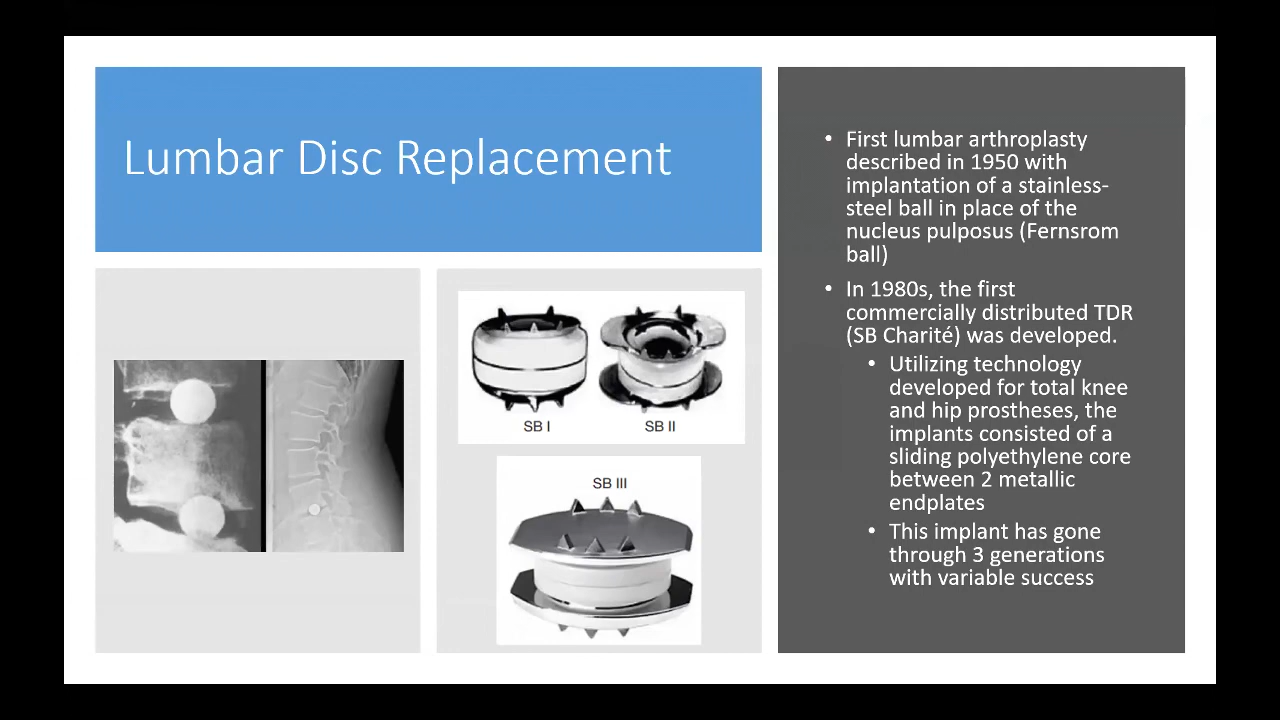 Lumbar Disc Replacement
SB I
SB II
SB III
• First lumbar arthroplasty
described in 1950 with
implantation of a stainless-
steel ball in place of the
nucleus pulposus (Fernsrom
ball)
• In 1980s, the first
commercially distributed TDR
(SB Charité) was developed.
• Utilizing technology
developed for total knee
and hip prostheses, the
implants consisted of a
sliding polyethylene core
between 2 metallic
endplates
• This implant has gone
through 3 generations
with variable success